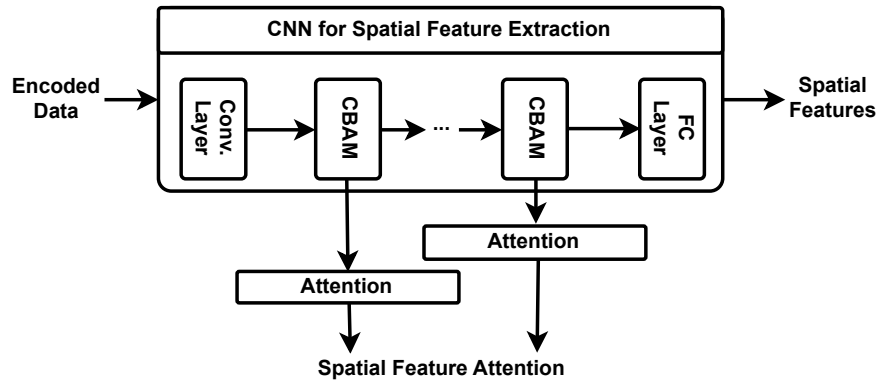 CNN for Spatial Feature Extraction
Encoded
Data
Conv.
Layer
CBAM
...
CBAM
FC
Layer
Spatial
Features
Attention
Attention
Spatial Feature Attention